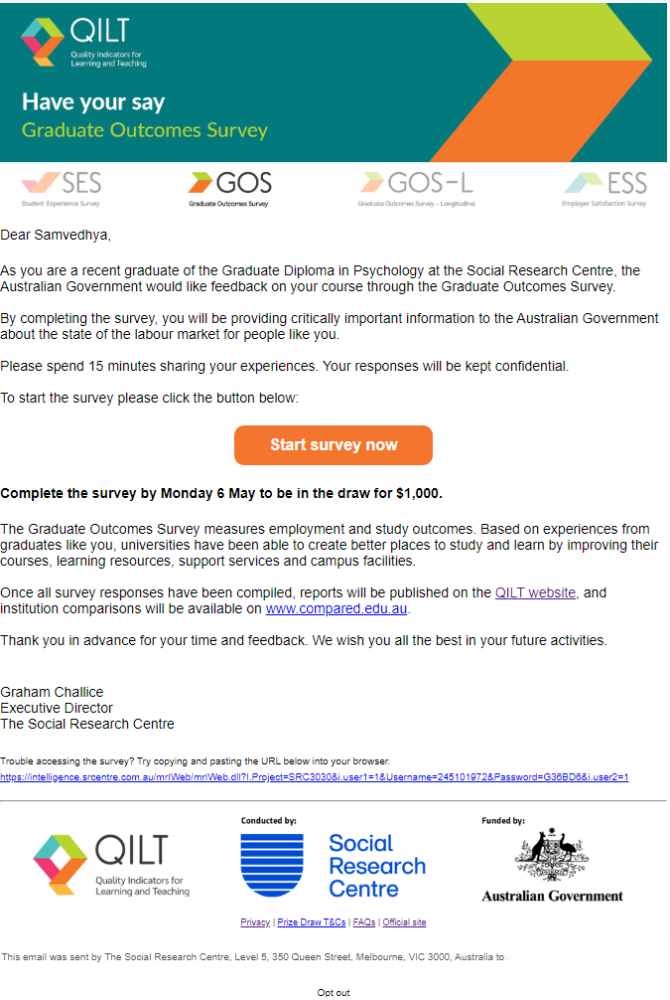 QILT
Quality Indicators for
Learning and Teaching
Have your say
Graduate Outcomes Survey
SES
Student Experience Survey
GOS
Graduate Outcomes Survey
GOS-L
Graduate Outcomes Survey – Longitudinal
ESS
Employer Satisfaction Survey
Dear Samvedhya,
As you are a recent graduate of the Graduate Diploma in Psychology at the Social Research Centre, the
Australian Government would like feedback on your course through the Graduate Outcomes Survey.
By completing the survey, you will be providing critically important information to the Australian Government
about the state of the labour market for people like you.
Please spend 15 minutes sharing your experiences. Your responses will be kept confidential.
To start the survey please click the button below:
Start survey now
Complete the survey by Monday 6 May to be in the draw for $1,000.
The Graduate Outcomes Survey measures employment and study outcomes. Based on experiences from
graduates like you, universities have been able to create better places to study and learn by improving their
courses, learning resources, support services and campus facilities.
Once all survey responses have been compiled, reports will be published on the QILT website, and
institution comparisons will be available on www.compared.edu.au.
Thank you in advance for your time and feedback. We wish you all the best in your future activities.
Graham Challice
Executive Director
The Social Research Centre
Trouble accessing the survey? Try copying and pasting the URL below into your browser.
https://intelligence.srcentre.com.au/mrIWeb/mrIWeb.dll?I.Project=SRC3030&i.user1=1&Username=245101972&Password=G36BD6&i.user2=1
QILT
Quality Indicators for
Learning and Teaching
Conducted by:
Social
Research
Centre
Funded by:
Australian Government
Privacy | Prize Draw T&Cs | FAQs | Official site
This email was sent by The Social Research Centre, Level 5, 350 Queen Street, Melbourne, VIC 3000, Australia to
Opt out